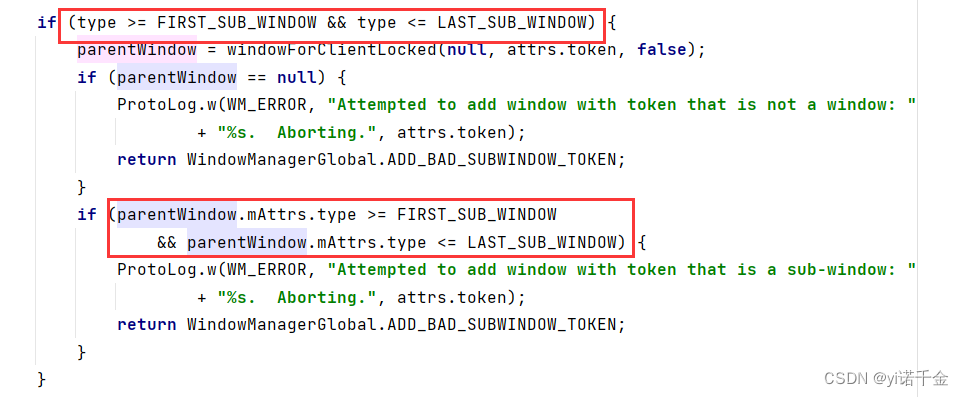 if (type >= FIRST_SUB_WINDOW && type <= LAST_SUB_WINDOW) {
parentWindow = windowForClientLocked(null, attrs.token, false);
if (parentWindow == null) {
ProtoLog.w(WM_ERROR, "Attempted to add window with token that is not a window: "
+ "%s.  Aborting.", attrs.token);
return WindowManagerGlobal.ADD_BAD_SUBWINDOW_TOKEN;
}
if (parentWindow.mAttrs.type >= FIRST_SUB_WINDOW
&& parentWindow.mAttrs.type <= LAST_SUB_WINDOW) {
ProtoLog.w(WM_ERROR, "Attempted to add window with token that is a sub-window: "
+ "%s.  Aborting.", attrs.token);
return WindowManagerGlobal.ADD_BAD_SUBWINDOW_TOKEN;
}
}
CSDN @yi诺千金